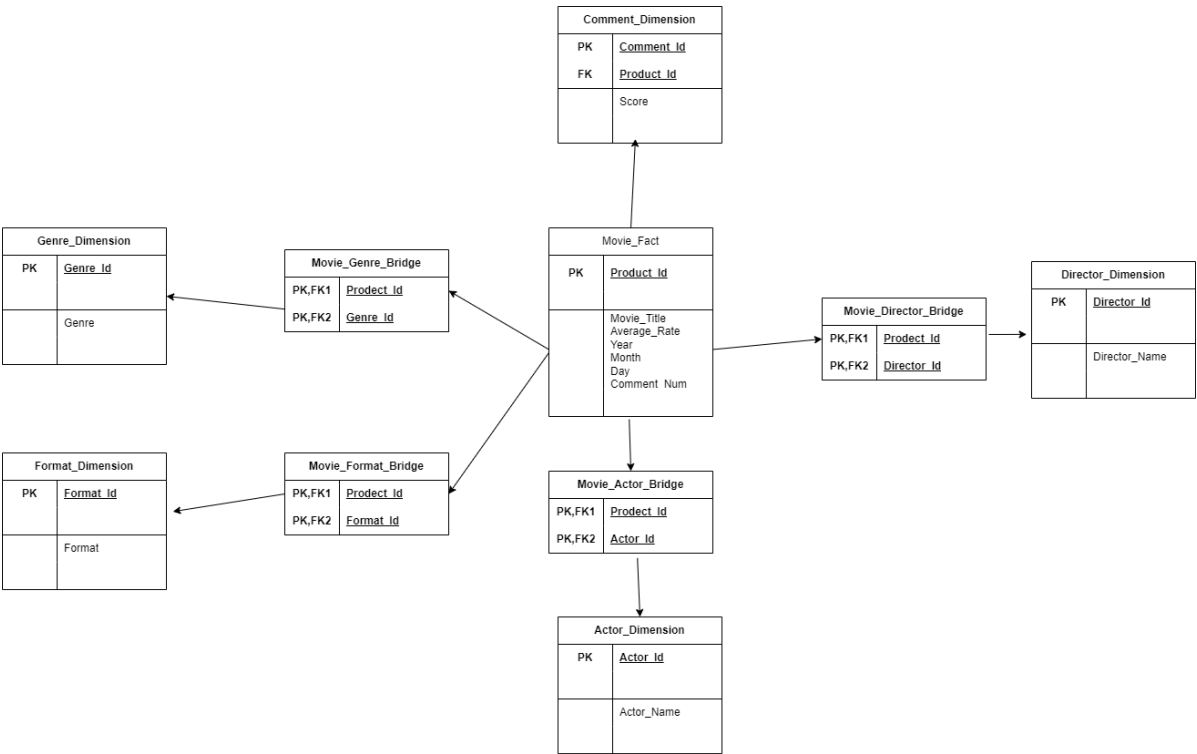 Comment_Dimension
PK Comment_Id
FK Product_Id
Score
Genre_Dimension
PK Genre_Id
Genre
Movie_Genre_Bridge
PK,FK1 Prodect_Id
PK,FK2 Genre_Id
Movie_Fact
PK Product_Id
Movie_Title
Average_Rate
Year
Month
Day
Comment_Num
Movie_Director_Bridge
PK,FK1 Prodect_Id
PK,FK2 Director_Id
Director_Dimension
PK Director_Id
Director_Name
Format_Dimension
PK Format_Id
Format
Movie_Format_Bridge
PK,FK1 Prodect_Id
PK,FK2 Format_Id
Movie_Actor_Bridge
PK,FK1 Prodect_Id
PK,FK2 Actor_Id
Actor_Dimension
PK Actor_Id
Actor_Name